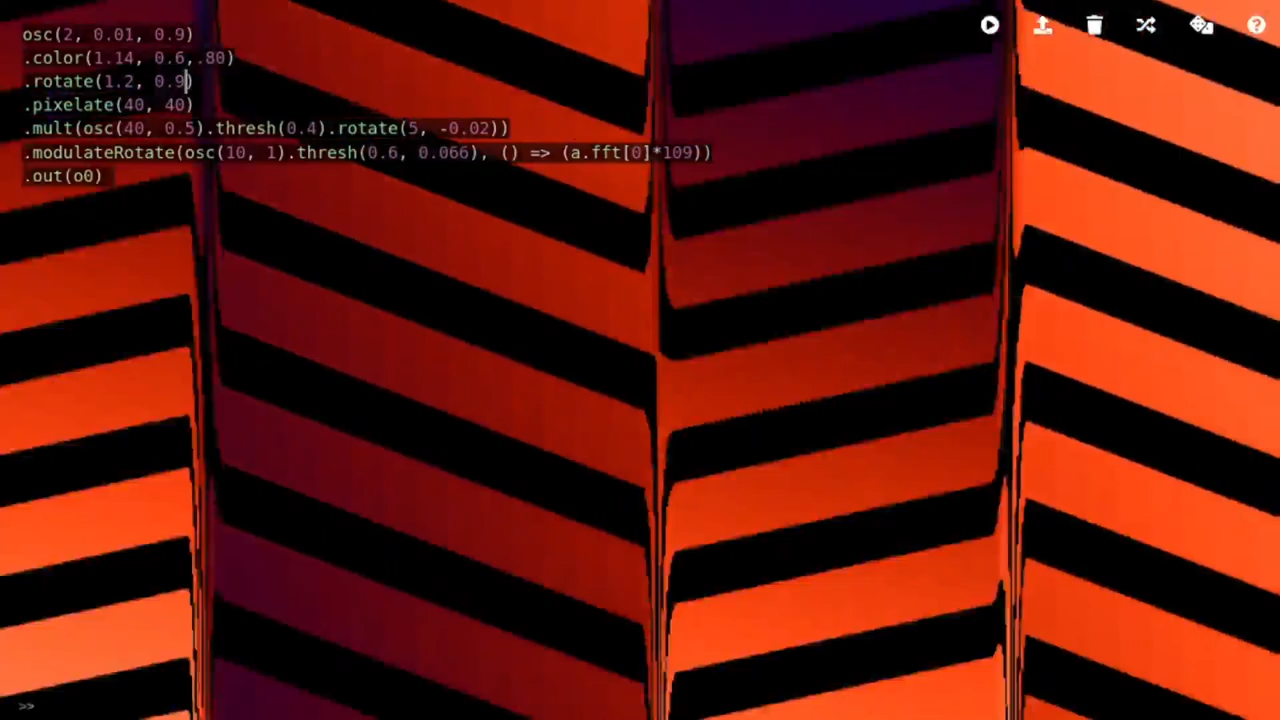 osc(2, 0.01, 0.9)
.color(1.14, 0.6,.80)
.rotate(1.2, 0.9)
.pixelate(40, 40)
.mult(osc(40, 0.5).thresh(0.4).rotate(5, -0.02))
.modulateRotate(osc(10, 1).thresh(0.6, 0.066), () => (a.fft[0]*109))
.out(o0)
>>